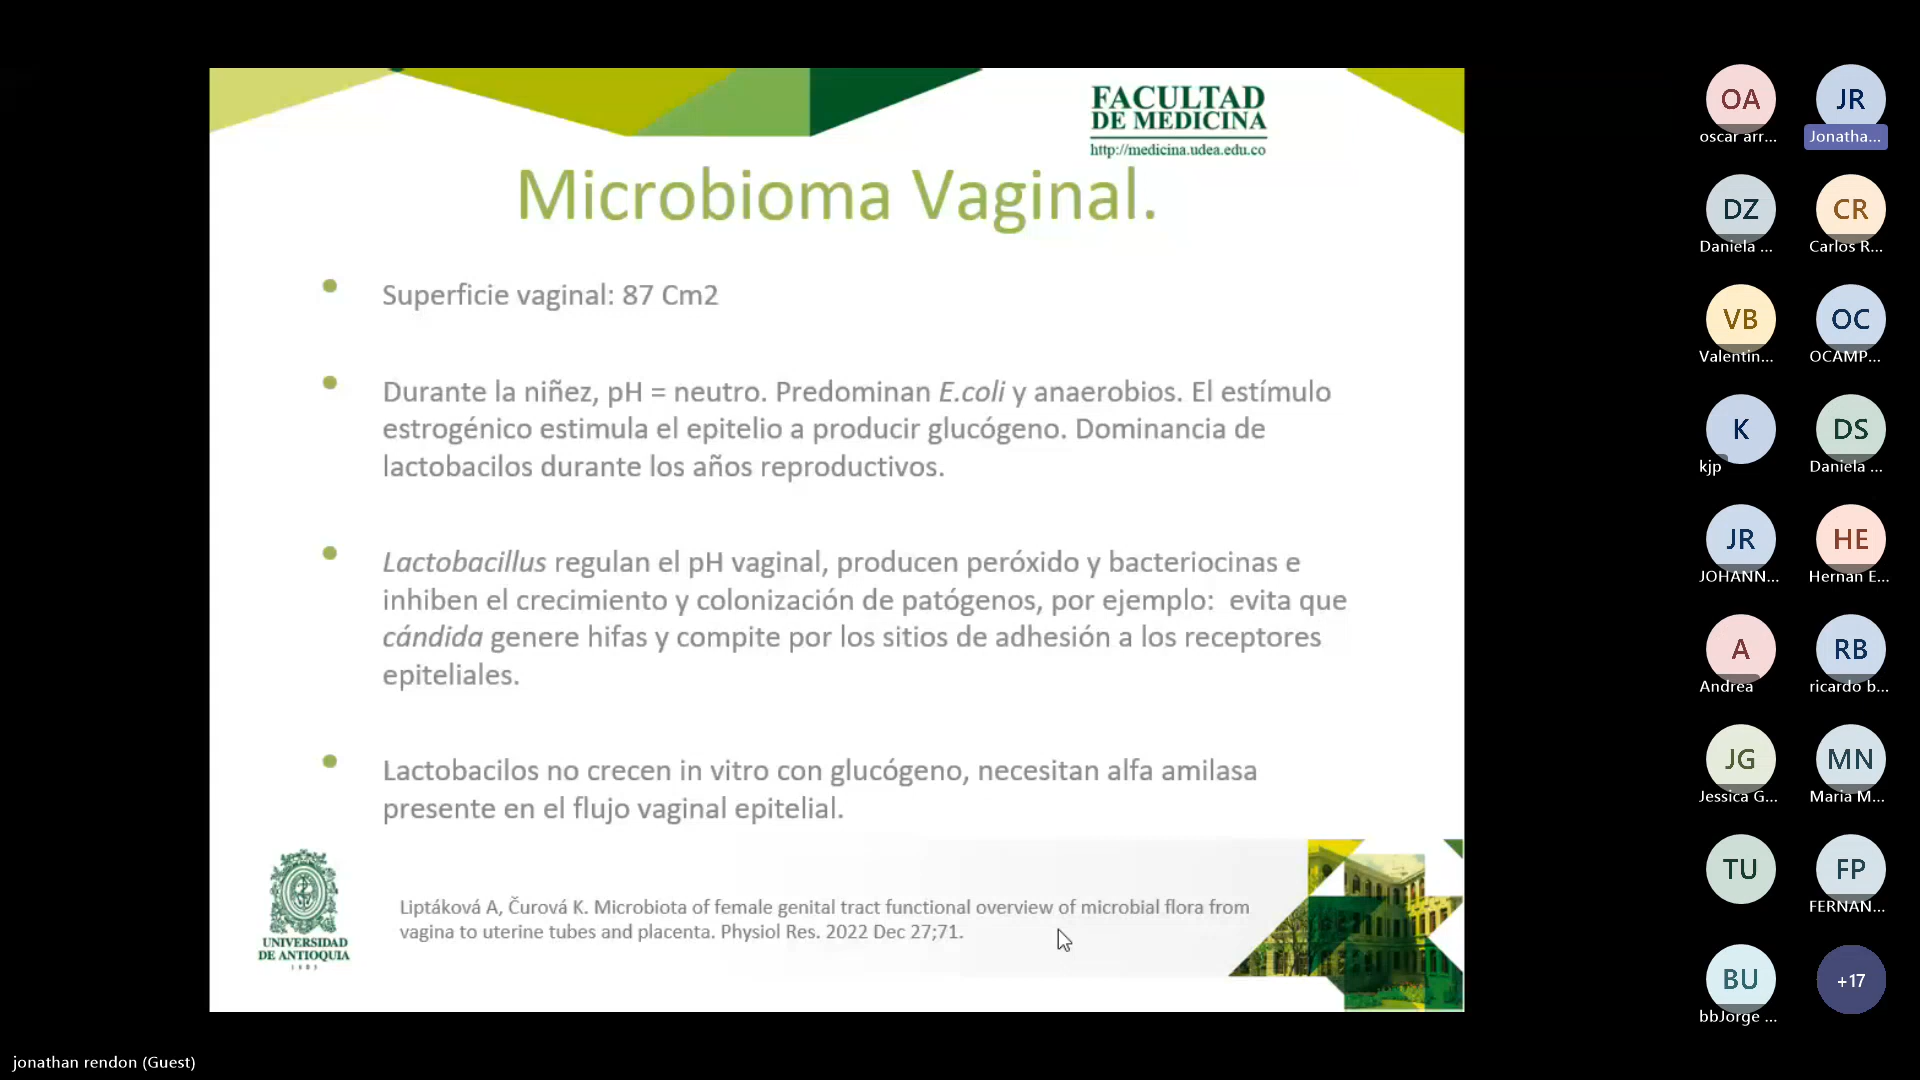 FACULTAD
DE MEDICINA
http://medicina.udea.edu.co
Microbioma Vaginal.
Superficie vaginal: 87 Cm2
Durante la niñez, pH = neutro. Predominan E.coli y anaerobios. El estímulo
estrogénico estimula el epitelio a producir glucógeno. Dominancia de
lactobacilos durante los años reproductivos.
Lactobacillus regulan el pH vaginal, producen peróxido y bacteriocinas e
inhiben el crecimiento y colonización de patógenos, por ejemplo: evita que
cándida genere hifas y compite por los sitios de adhesión a los receptores
epiteliales.
Lactobacilos no crecen in vitro con glucógeno, necesitan alfa amilasa
presente en el flujo vaginal epitelial.
UNIVERSIDAD
DE ANTIOQUIA
1803
Liptáková A, Čurová K. Microbiota of female genital tract functional overview of microbial flora from
vagina to uterine tubes and placenta. Physiol Res. 2022 Dec 27;71.
OA
oscar arr...
JR
Jonatha...
DZ
Daniela ...
CR
Carlos R...
VB
Valentin...
OC
OCAMP...
K
kjp
DS
Daniela ...
JR
JOHANN...
HE
Hernan E...
A
Andrea
RB
ricardo b...
JG
Jessica G...
MN
Maria M...
TU
FP
FERNAN...
BU
bbJorge ...
+17
jonathan rendon (Guest)